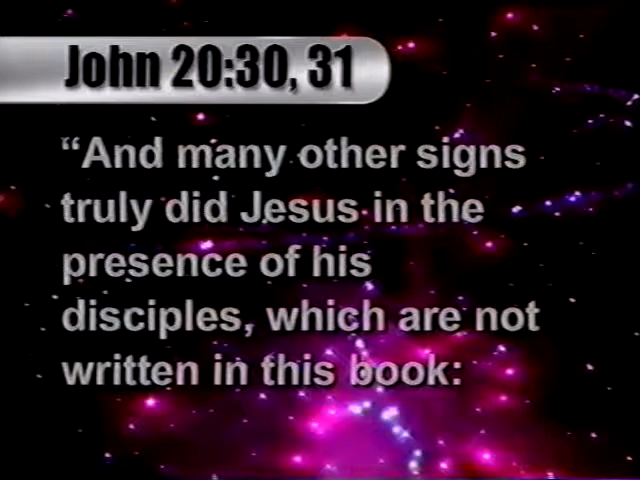 John 20:30, 31
“And many other signs
truly did Jesus in the
presence of his
disciples, which are not
written in this book: